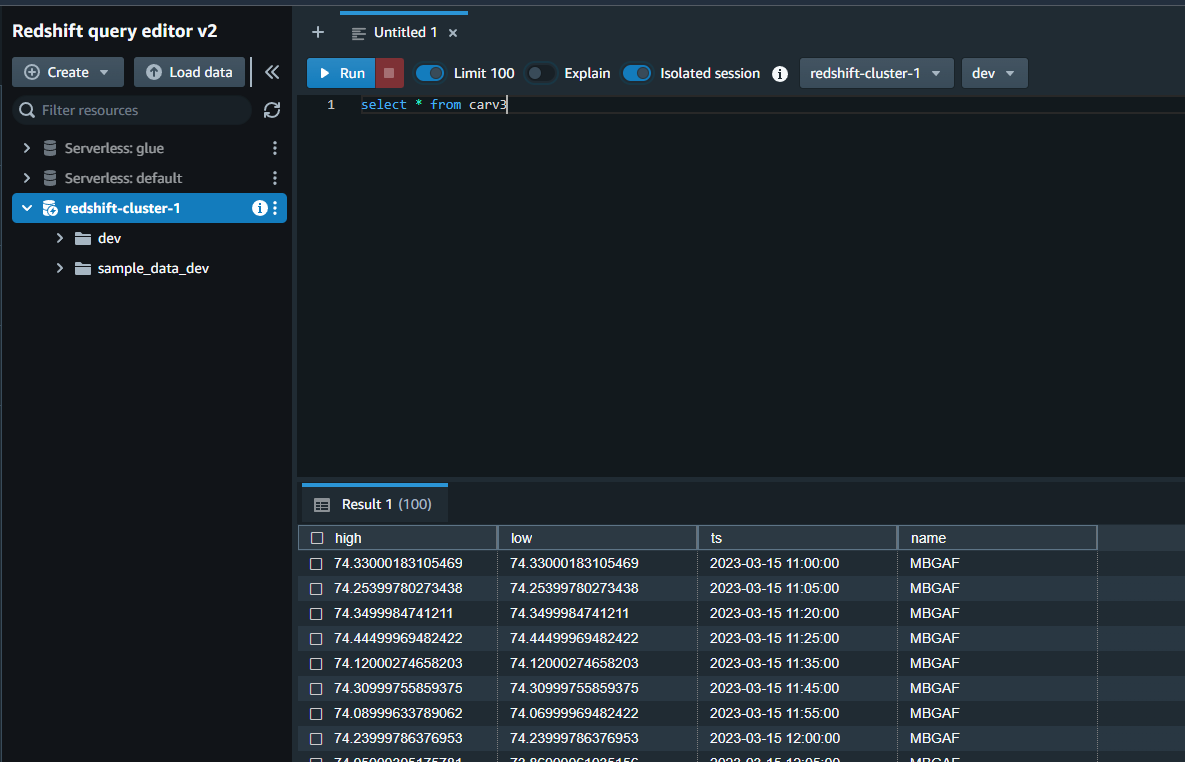 Redshift query editor v2
Create
Load data
Filter resources
Serverless: glue
Serverless: default
redshift-cluster-1
dev
sample_data_dev
Untitled 1
Run Limit 100 Explain Isolated session redshift-cluster-1 dev
1 select * from carv3
Result 1 (100)
high low ts name
74.33000183105469 74.33000183105469 2023-03-15 11:00:00 MBGAF
74.25399780273438 74.25399780273438 2023-03-15 11:05:00 MBGAF
74.3499984741211 74.3499984741211 2023-03-15 11:20:00 MBGAF
74.44499969482422 74.44499969482422 2023-03-15 11:25:00 MBGAF
74.12000274658203 74.12000274658203 2023-03-15 11:35:00 MBGAF
74.30999755859375 74.30999755859375 2023-03-15 11:45:00 MBGAF
74.08999633789062 74.06999969482422 2023-03-15 11:55:00 MBGAF
74.23999786376953 74.23999786376953 2023-03-15 12:00:00 MBGAF